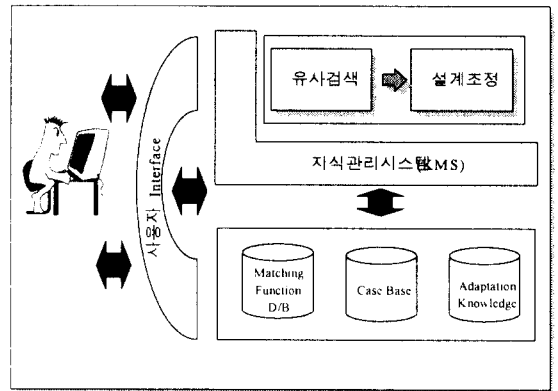 유사검색
설계조정
지식관리시스템(KMS)
사용자 Interface
Matching
Function
D/B
Case Base
Adaptation
Knowledge